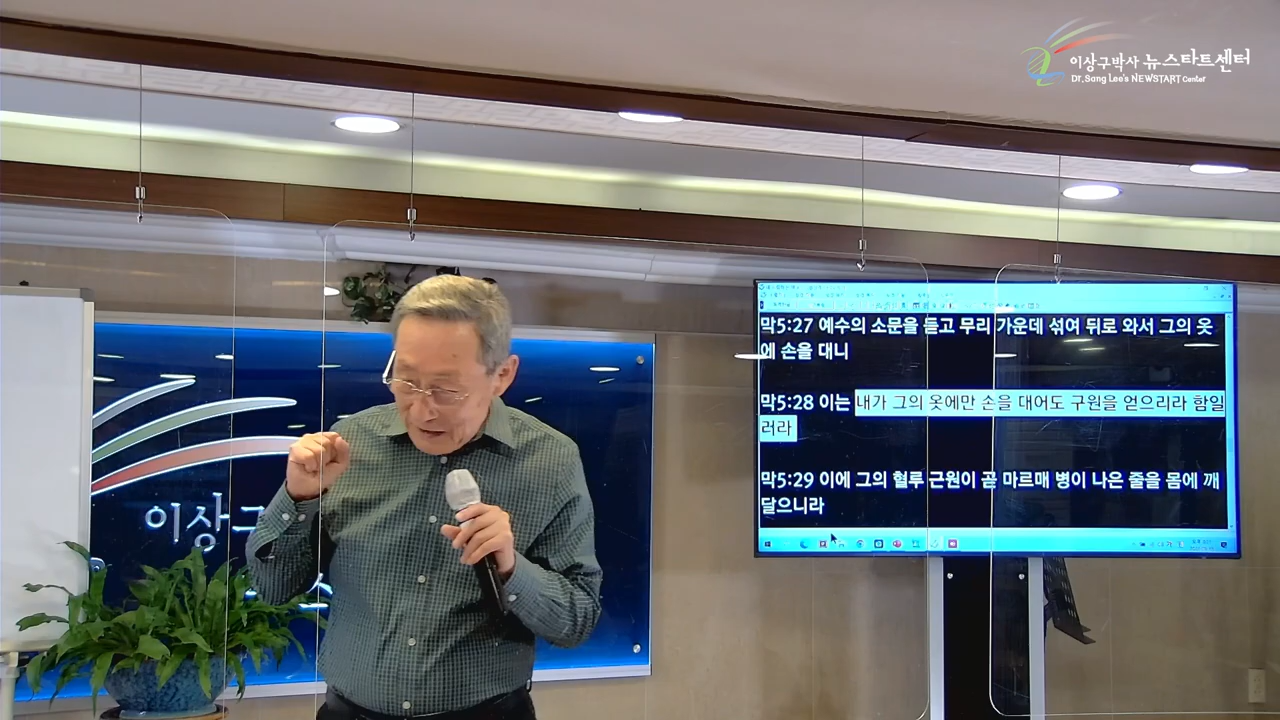 이상구박사 뉴스타트센터
Dr. Sang Lee's NEWSTART Center
막5:27 예수의 소문을 듣고 무리 가운데 섞여 뒤로 와서 그의 옷
에 손을 대니
막5:28 이는 내가 그의 옷에만 손을 대어도 구원을 얻으리라 함일
러라
막5:29 이에 그의 혈루 근원이 곧 마르매 병이 나은 줄을 몸에 깨
달으니라
이상구